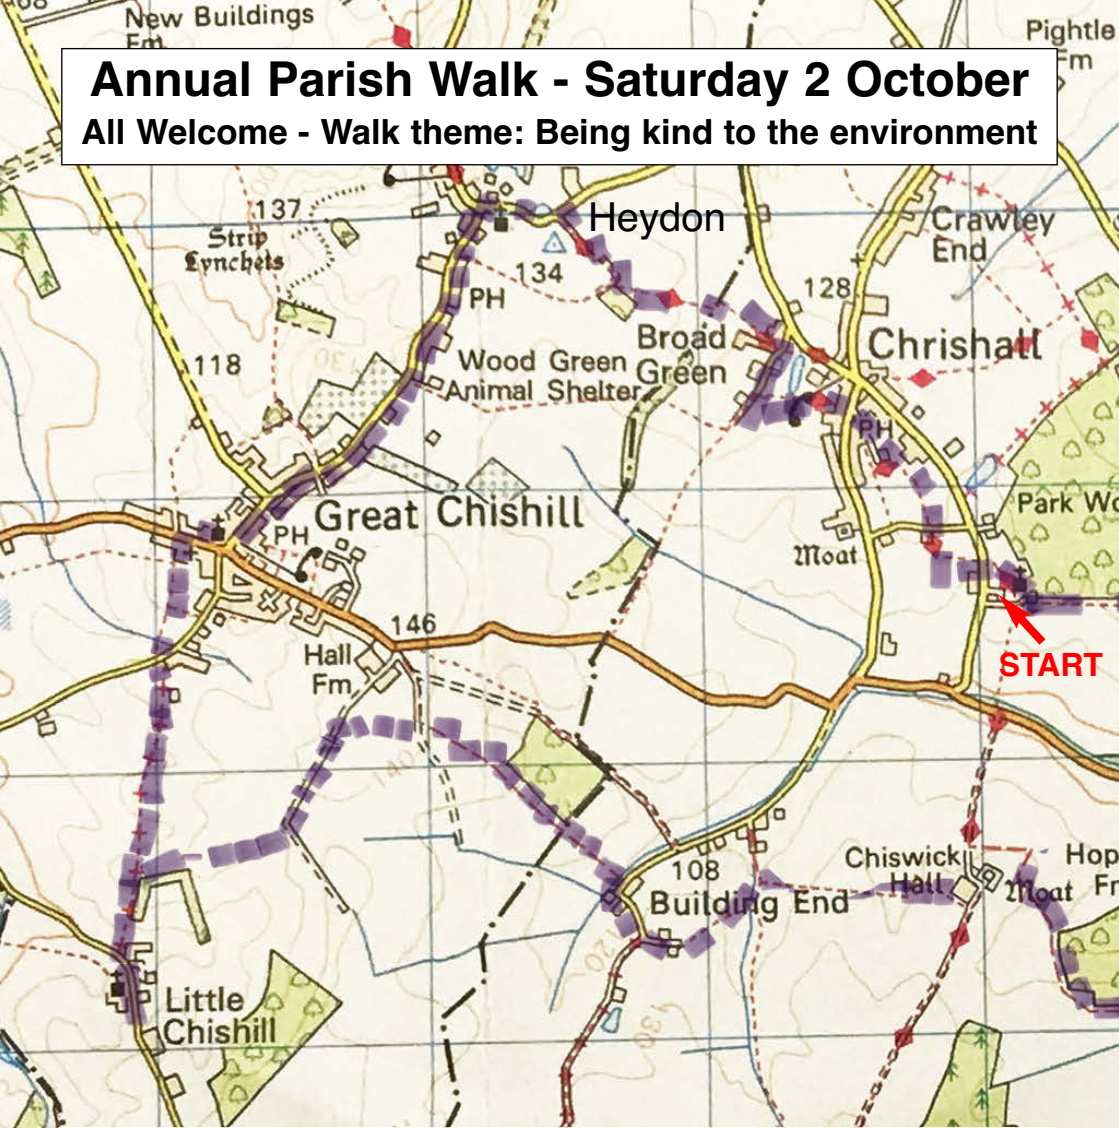 New Buildings
Fm
Pightle
Fm
Annual Parish Walk - Saturday 2 October
All Welcome - Walk theme: Being kind to the environment
137
Heydon
Crawley
End
Strip
Lynchets
134
PH
128
Broad
Green
Chrishall
Wood Green
Animal Shelter
118
PH
Park Wo
Great Chishill
PH
Moat
146
START
Hall
Fm
140
108
Chiswick
Hall
Moat
Hop
Fr
Building End
120
Little
Chishill
130